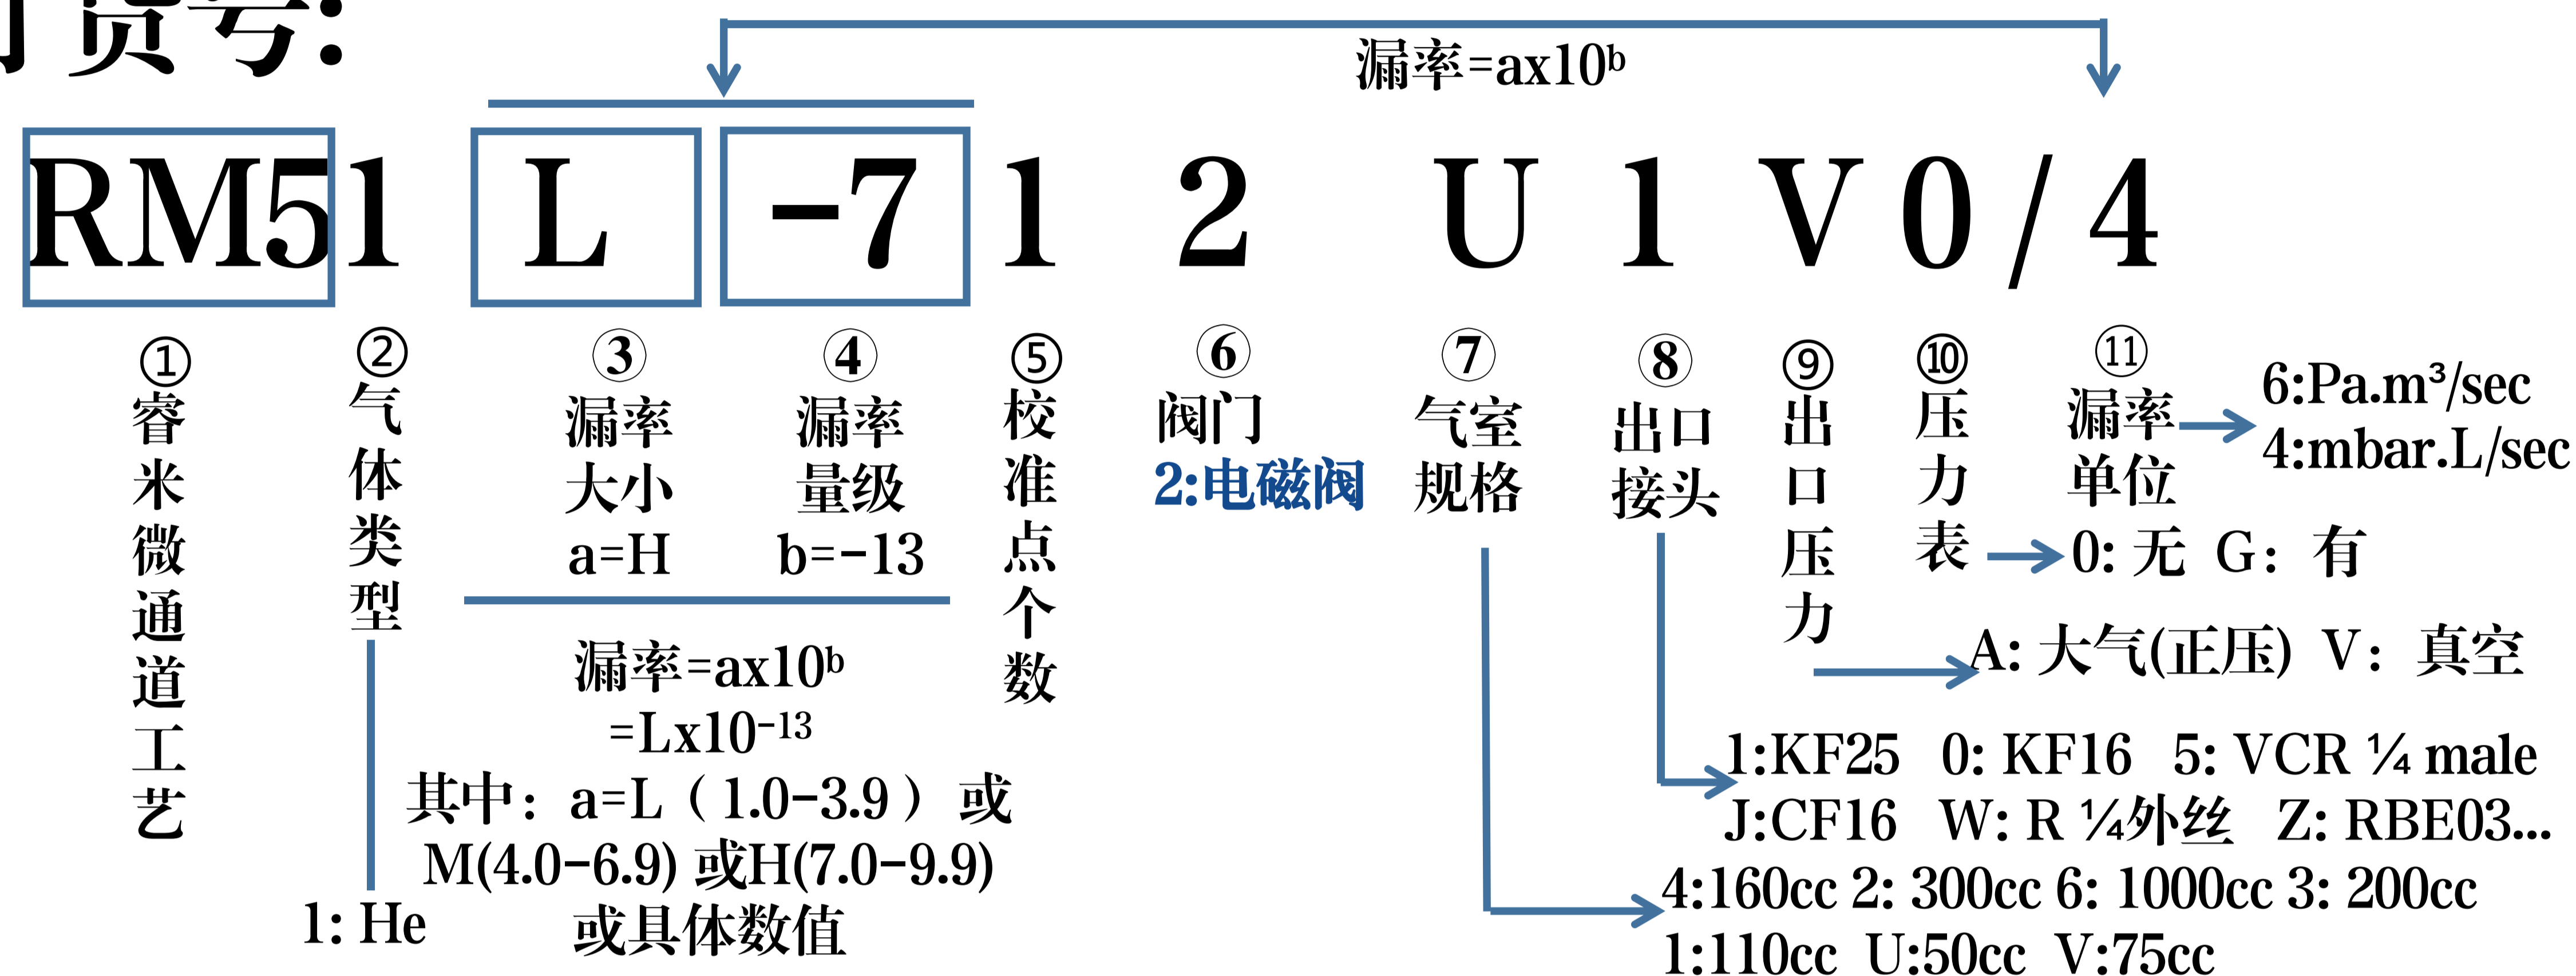 货号:
漏率=ax10ᵇ
RM51 L -7 1 2 U 1 V 0 / 4
① ② ③ ④ ⑤ ⑥ ⑦ ⑧ ⑨ ⑩ ⑪
睿米微通道工艺
气体类型
1: He
漏率
大小
a=H
漏率
量级
b=-13
漏率=ax10ᵇ
=Lx10⁻¹³
其中：a=L（1.0-3.9）或
M(4.0-6.9) 或H(7.0-9.9)
或具体数值
校准点个数
阀门
2:电磁阀
气室
规格
出口
接头
出口压力
压力表
漏率
单位
6:Pa.m³/sec
4:mbar.L/sec
0: 无 G：有
A: 大气(正压) V：真空
1:KF25 0: KF16 5: VCR ¼ male
J:CF16 W: R ¼外丝 Z: RBE03...
4:160cc 2: 300cc 6: 1000cc 3: 200cc
1:110cc U:50cc V:75cc